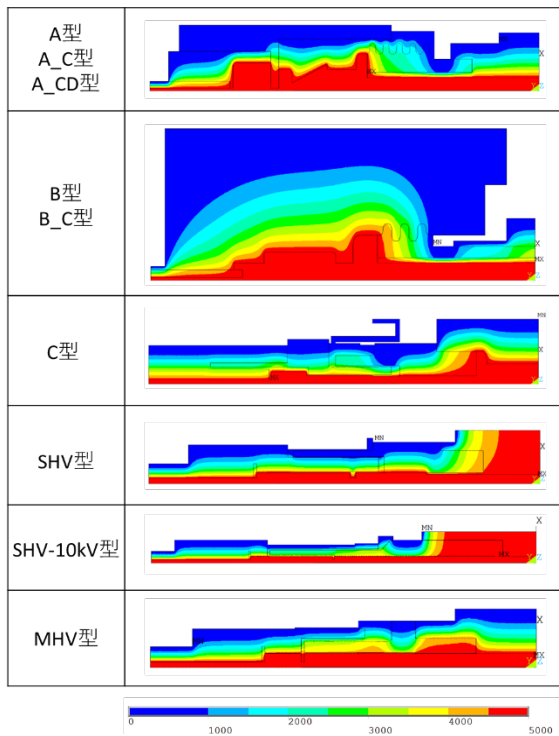 A型
A_C型
A_CD型
X
MX
B型
B_C型
MN
X
MX
YZ
C型
MN
X
SHV型
MN
X
MX
SHV-10kV型
X
MN
MX
MHV型
X
MX
0
1000
2000
3000
4000
5000